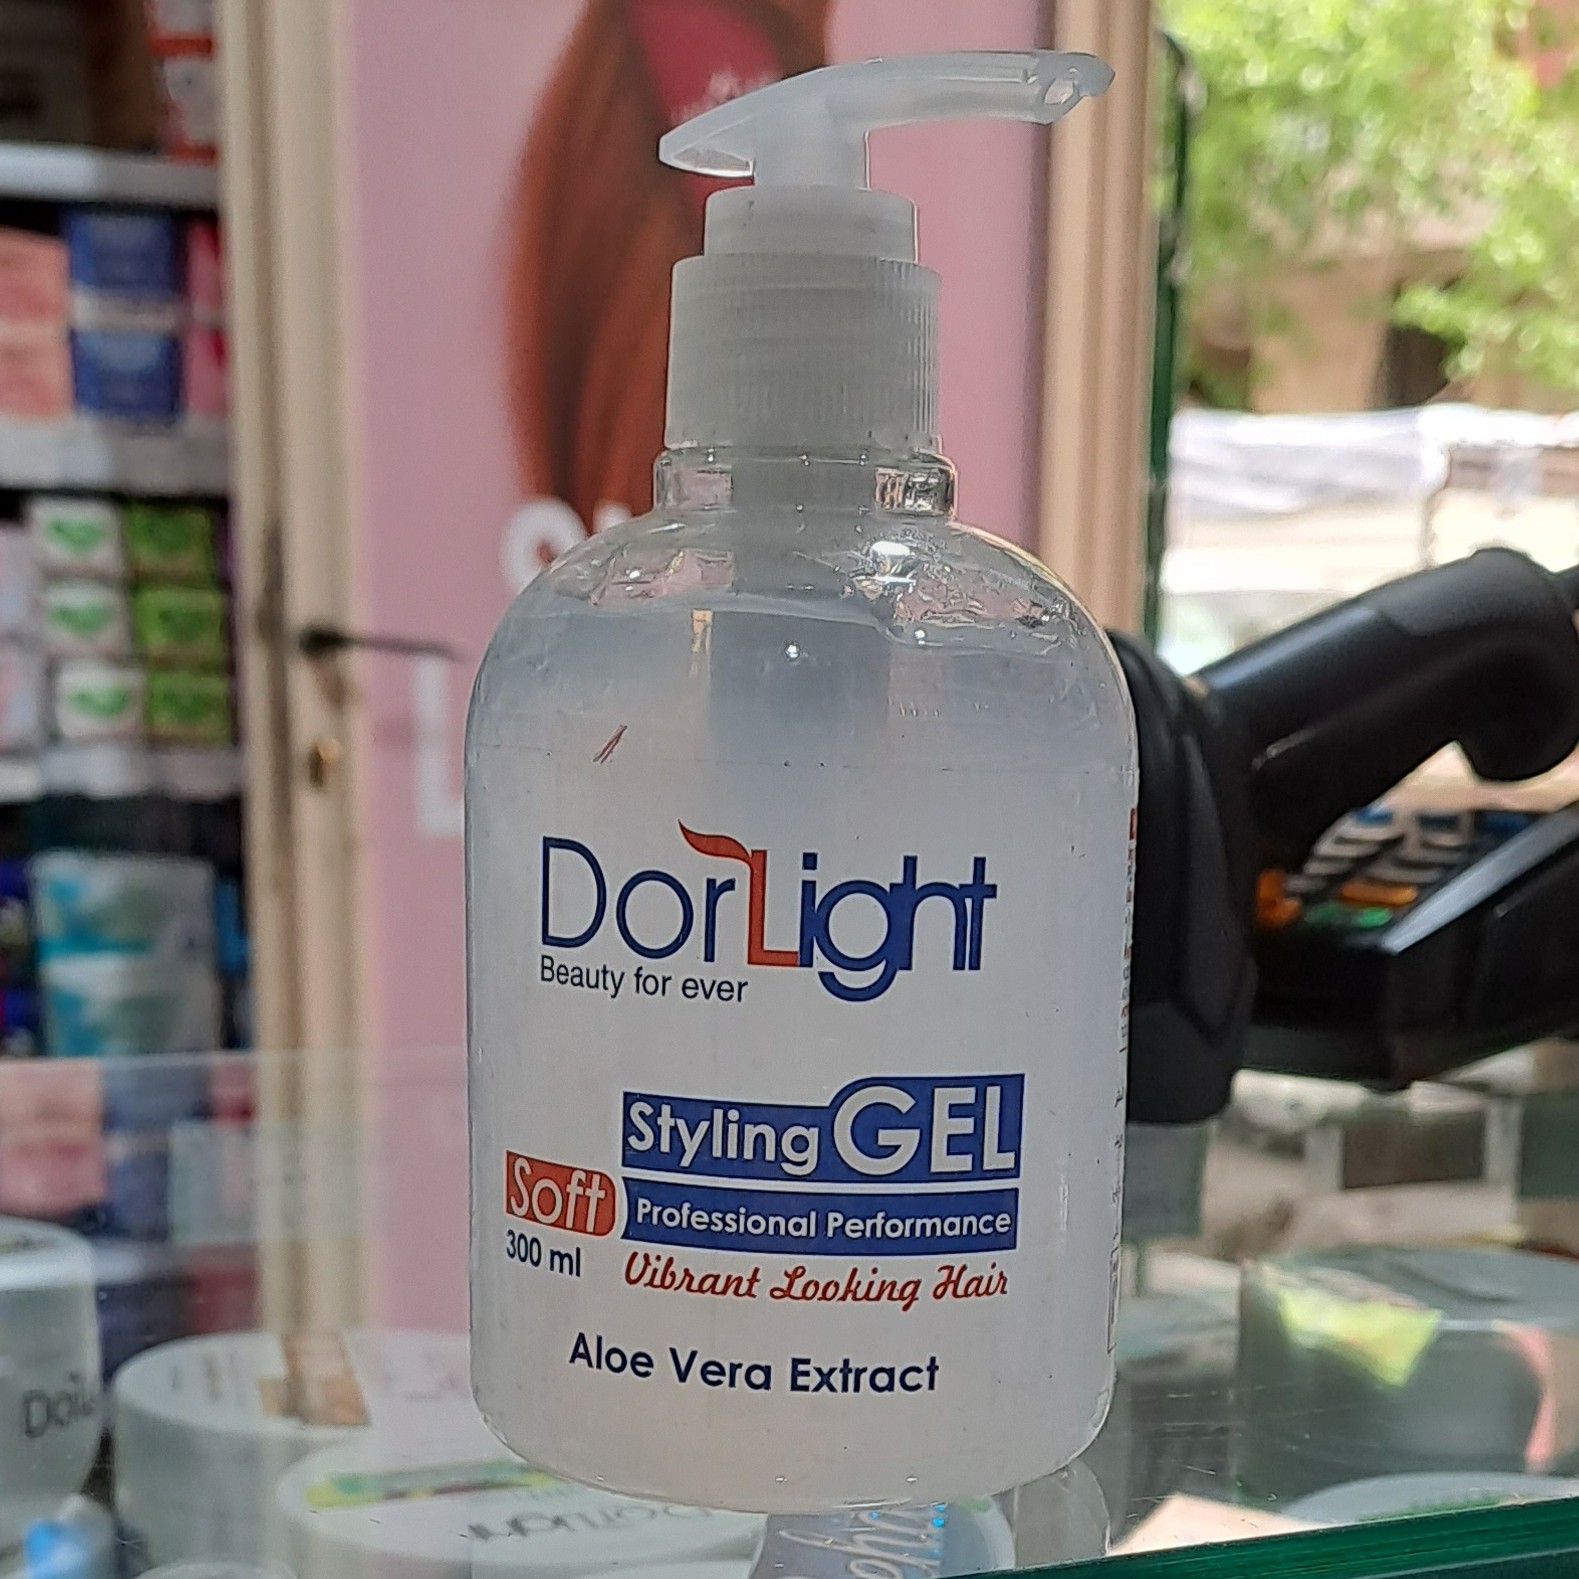 DorLight
Beauty for ever
Styling GEL
Soft
Professional Performance
300 ml
Vibrant Looking Hair
Aloe Vera Extract